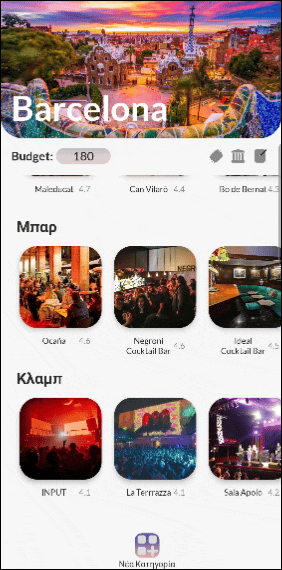 Barcelona
Budget: 180
Maleducat 4.7 Can Vilaró 4.4 Bo de Bernat 4.3
Μπαρ
Ocaña 4.6 Negroni Cocktail Bar 4.6 Ideal Cocktail Bar 4.5
Κλαμπ
INPUT 4.1 La Terrrazza 4.1 Sala Apolo 4.2
Νέα Κατηγορία